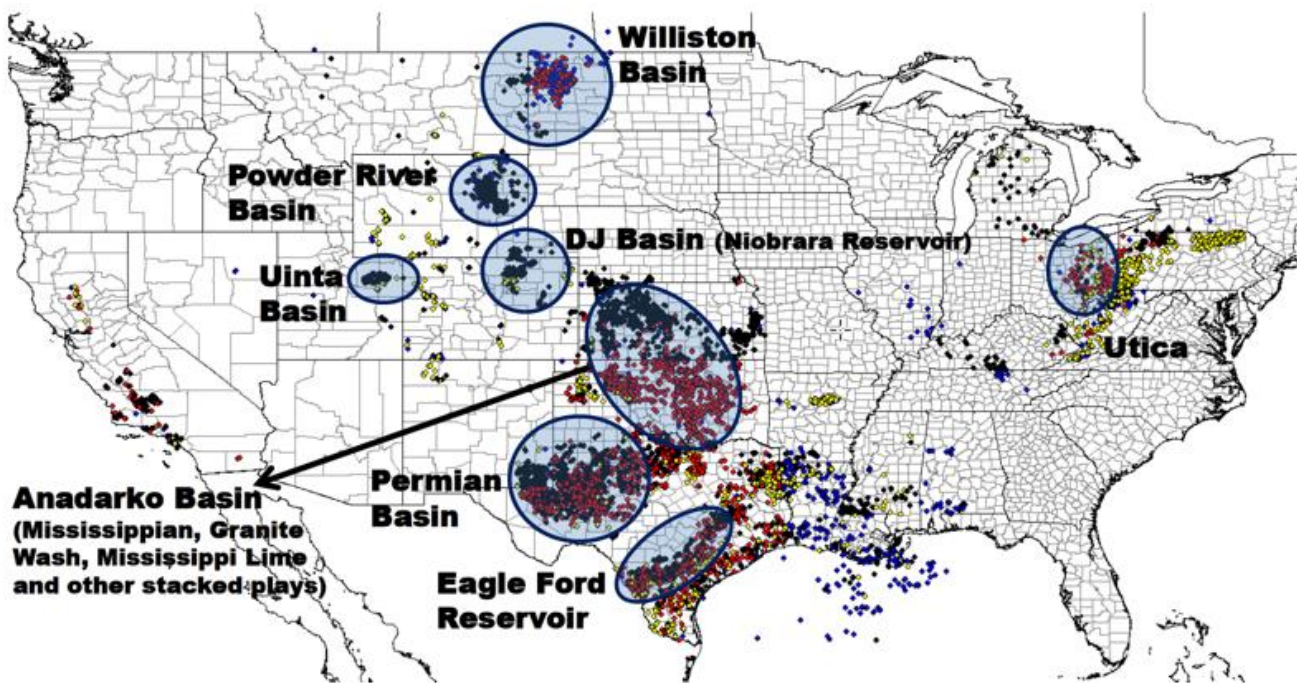 Williston
Basin
Powder River
Basin
DJ Basin (Niobrara Reservoir)
Uinta
Basin
Utica
Permian
Basin
Anadarko Basin
(Mississippian, Granite
Wash, Mississippi Lime
and other stacked plays)
Eagle Ford
Reservoir